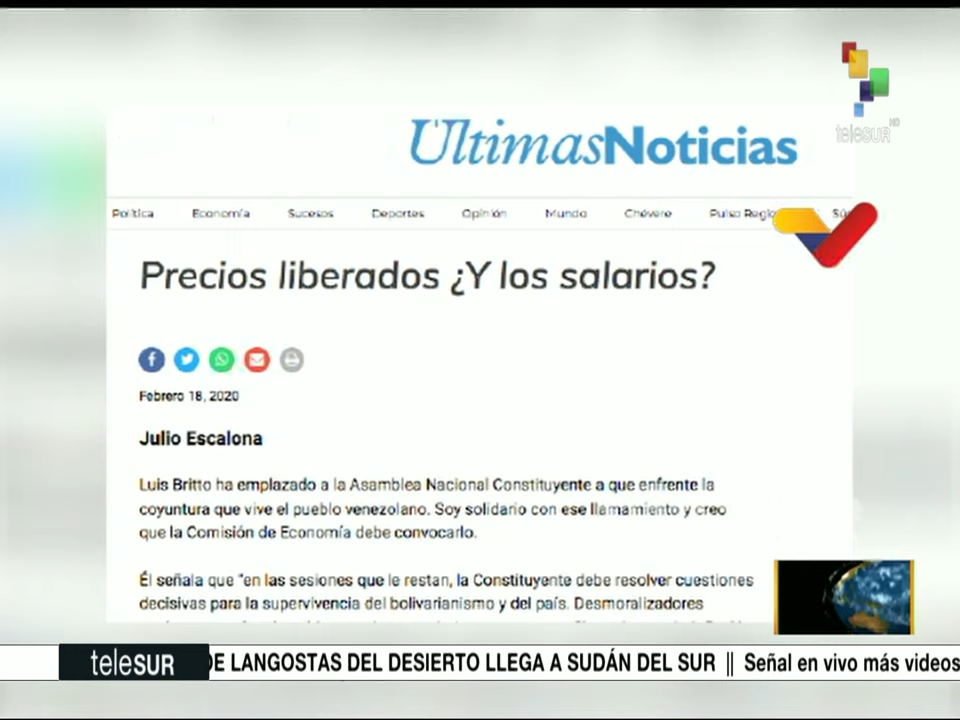 ÚltimasNoticias
teleSUR HD
Política Economía Sucesos Deportes Opinión Mundo Chévere Pulso
Precios liberados ¿Y los salarios?
Febrero 18, 2020
Julio Escalona
Luis Britto ha emplazado a la Asamblea Nacional Constituyente a que enfrente la
coyuntura que vive el pueblo venezolano. Soy solidario con ese llamamiento y creo
que la Comisión de Economía debe convocarlo.
Él señala que "en las sesiones que le restan, la Constituyente debe resolver cuestiones
decisivas para la supervivencia del bolivarianismo y del país. Desmoralizadores
teleSUR DE LANGOSTAS DEL DESIERTO LLEGA A SUDÁN DEL SUR || Señal en vivo más videos